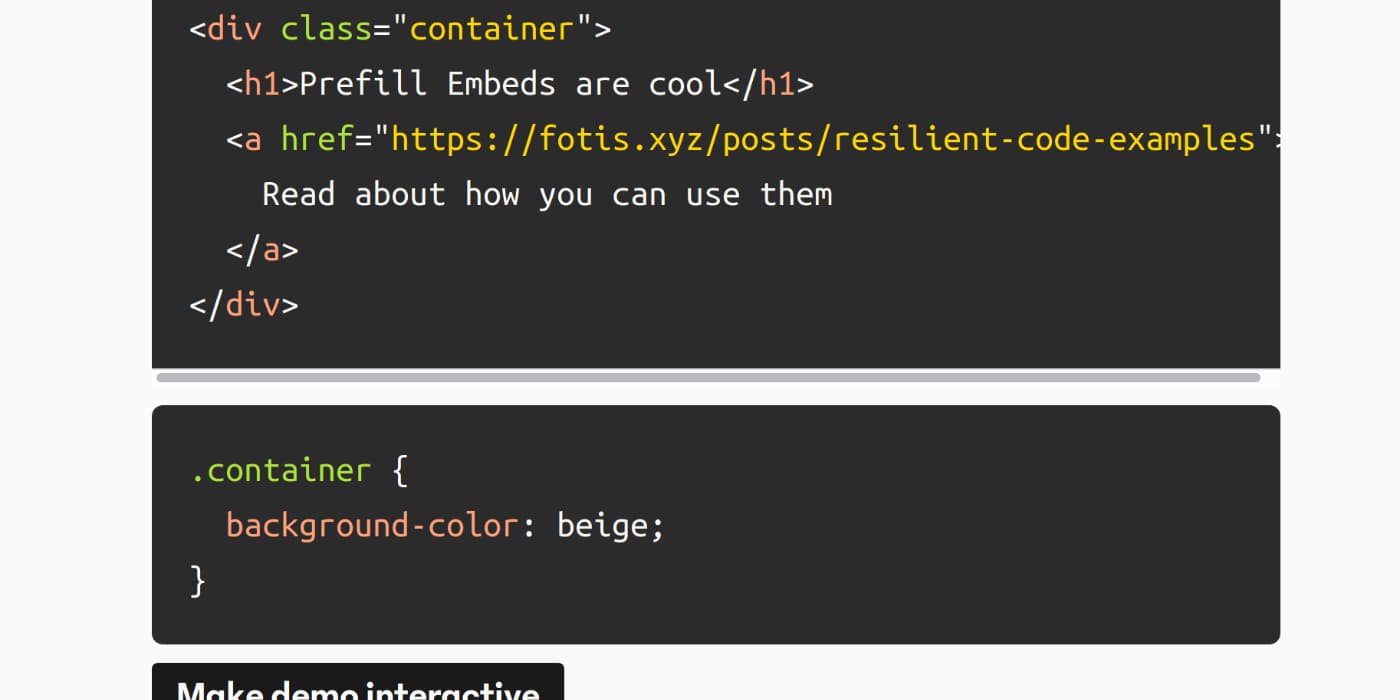 <div class="container">
  <h1>Prefill Embeds are cool</h1>
  <a href="https://fotis.xyz/posts/resilient-code-examples">
    Read about how you can use them
  </a>
</div>
.container {
  background-color: beige;
}
Make demo interactive